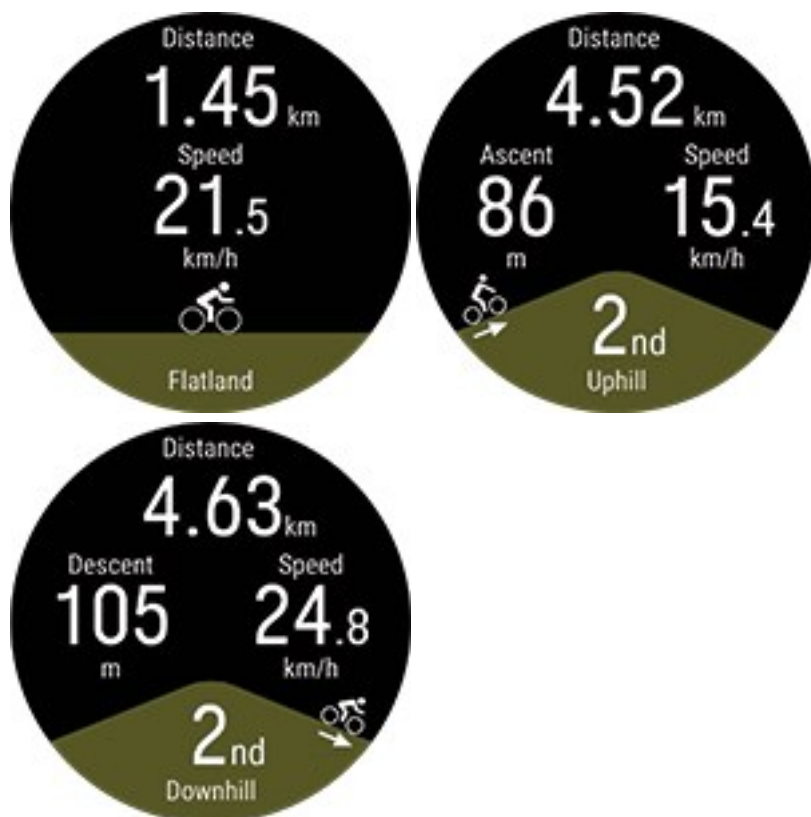 Distance
1.45 km
Speed
21.5
km/h
Flatland
Distance
4.52 km
Ascent Speed
86 15.4
m km/h
2nd
Uphill
Distance
4.63 km
Descent Speed
105 24.8
m km/h
2nd
Downhill